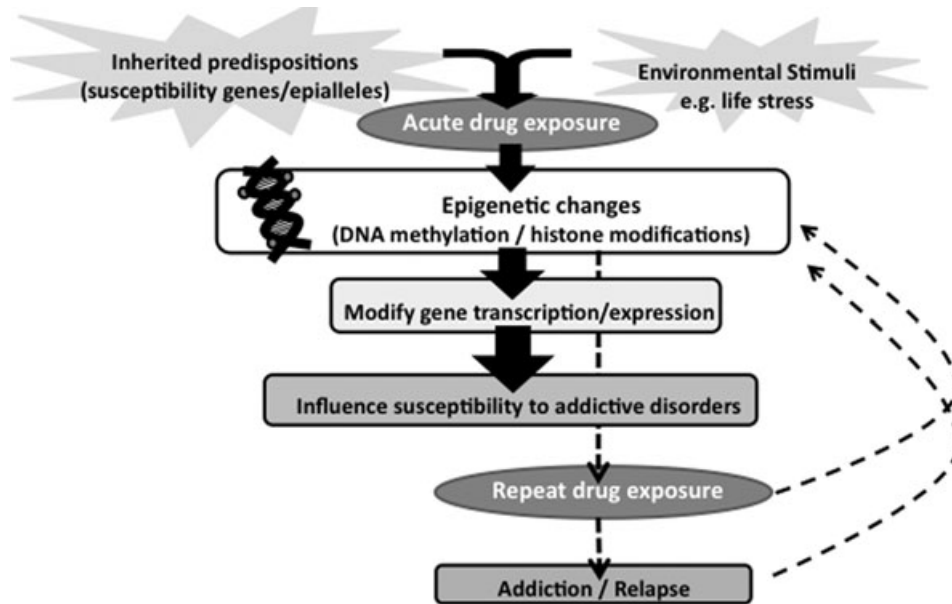 Inherited predispositions
(susceptibility genes/epialleles)
Environmental Stimuli
e.g. life stress
Acute drug exposure
Epigenetic changes
(DNA methylation / histone modifications)
Modify gene transcription/expression
Influence susceptibility to addictive disorders
Repeat drug exposure
Addiction / Relapse